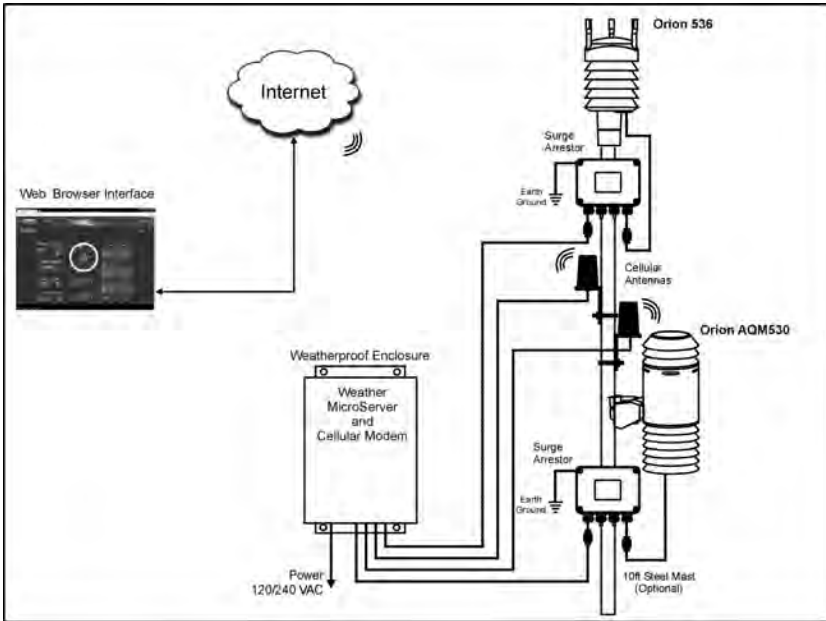 Orion 536
Internet
Surge
Arrestor
Earth
Ground
Web Browser Interface
Cellular
Antennas
Orion AQM530
Weatherproof Enclosure
Weather
MicroServer
and
Cellular Modem
Surge
Arrestor
Earth
Ground
Power
120/240 VAC
10ft Steel Mast
(Optional)